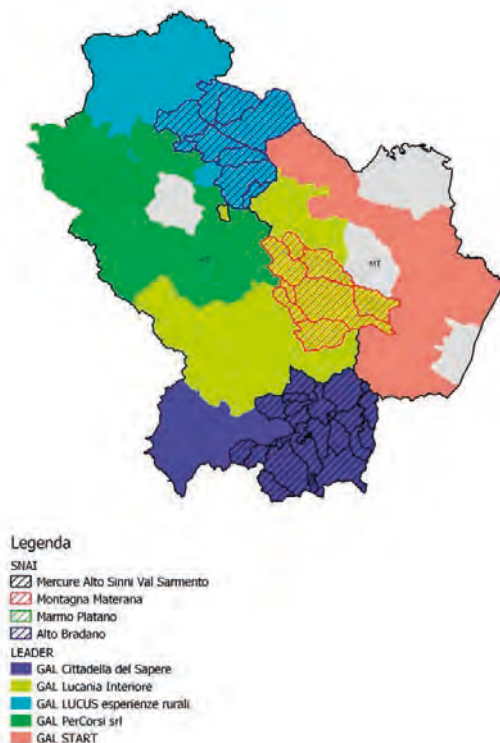 MT
Legenda
SNAI
Mercure Alto Sinni Val Sarmento
Montagna Materana
Marmo Platano
Alto Bradano
LEADER
GAL Cittadella del Sapere
GAL Lucania Interiore
GAL LUCUS esperienze rurali
GAL PerCorsi srl
GAL START